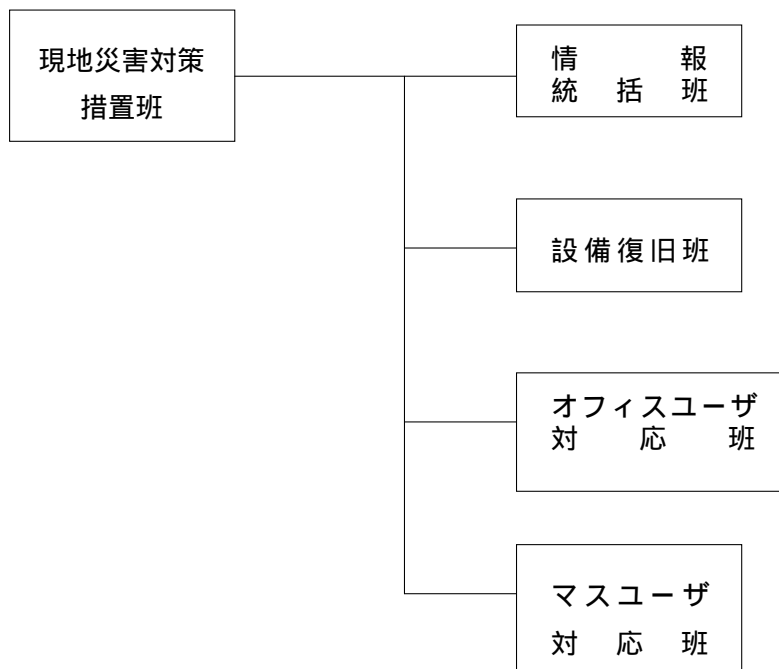 現地災害対策
措置班
情報
統括班
設備復旧班
オフィスユーザ
対応班
マスユーザ
対応班